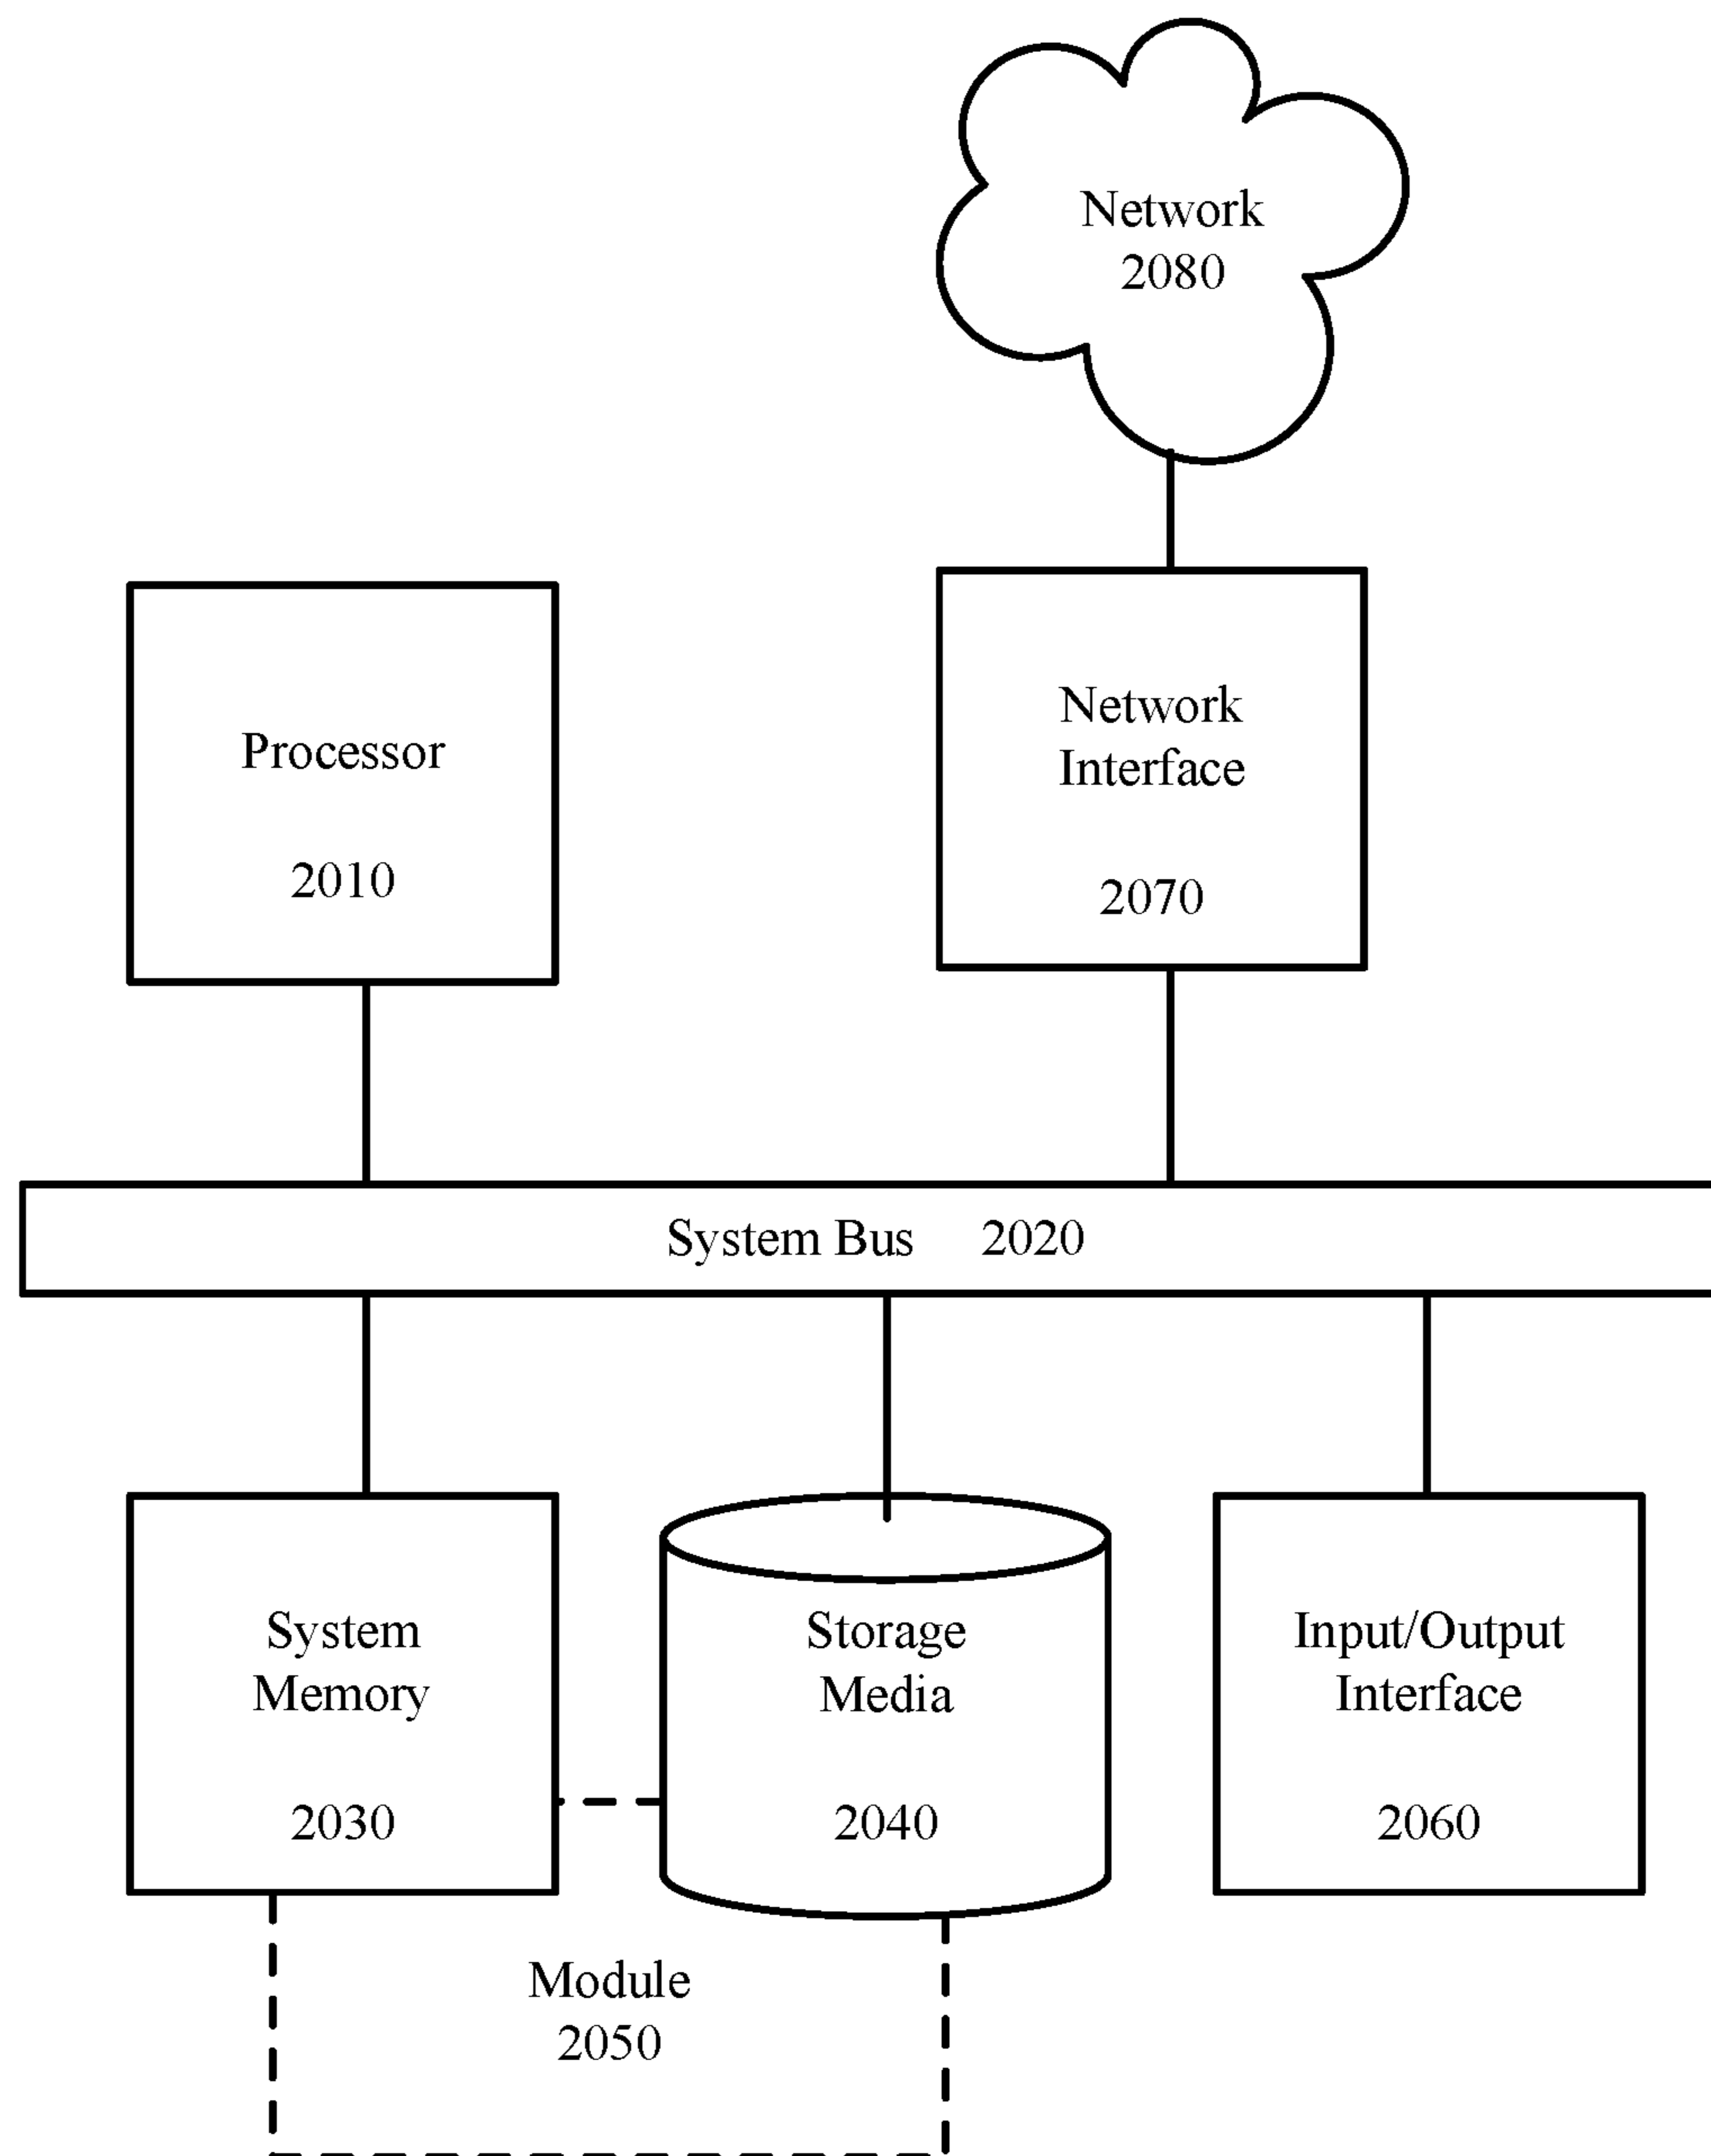 Network
2080
Processor
2010
Network
Interface
2070
System Bus 2020
System
Memory
2030
Storage
Media
2040
Input/Output
Interface
2060
Module
2050